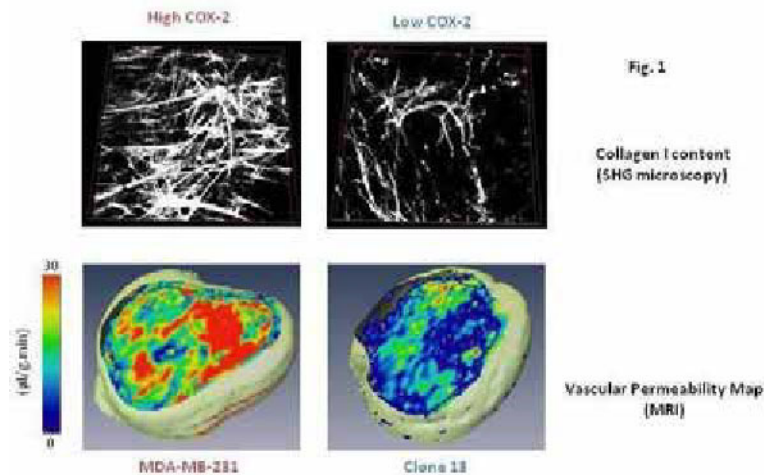 High COX-2
Low COX-2
Fig. 1
Collagen I content
(SHG microscopy)
30
(µl/g.min)
0
Vascular Permeability Map
(MRI)
MDA-MB-231
Clone 13